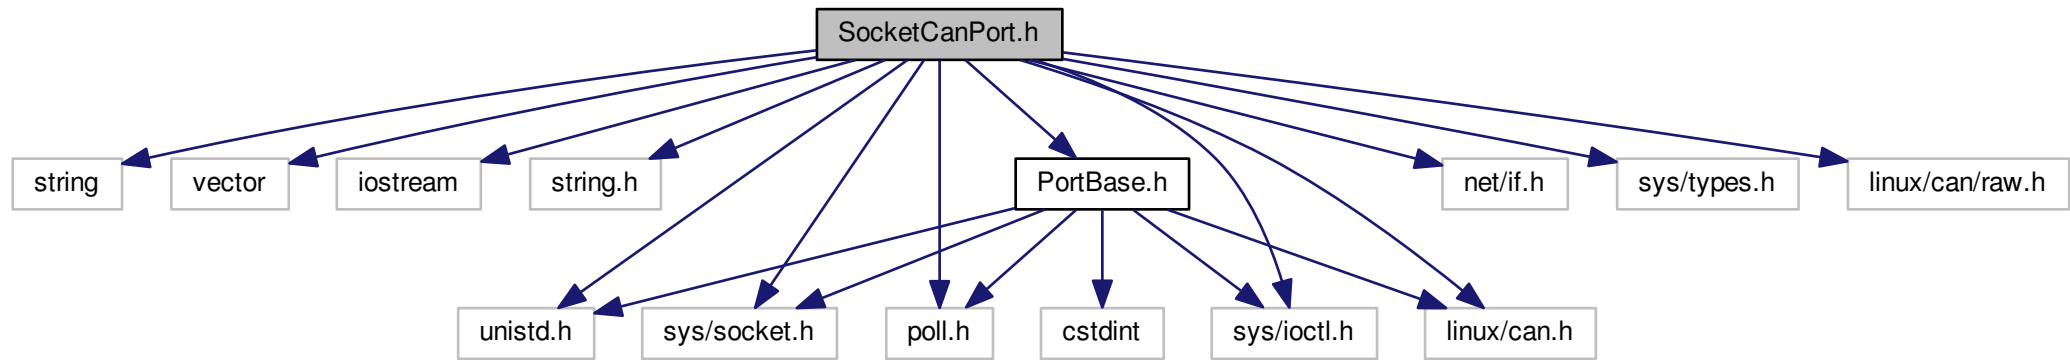 SocketCanPort.h
string
vector
iostream
string.h
PortBase.h
net/if.h
sys/types.h
linux/can/raw.h
unistd.h
sys/socket.h
poll.h
cstdint
sys/ioctl.h
linux/can.h